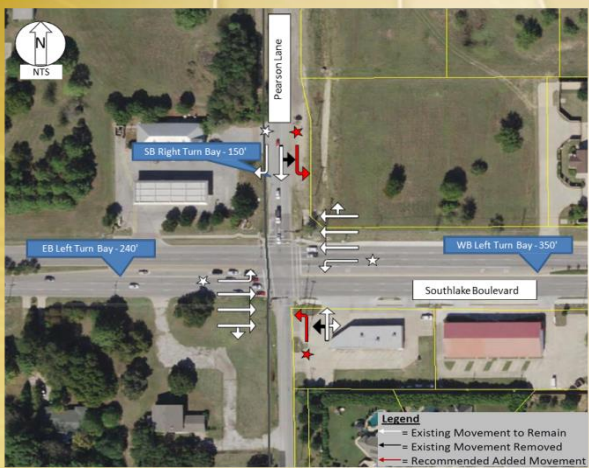 N
NTS
Pearson Lane
SB Right Turn Bay - 150'
EB Left Turn Bay - 240'
WB Left Turn Bay - 350'
Southlake Boulevard
Legend
= Existing Movement to Remain
= Existing Movement Removed
= Recommended Added Movement